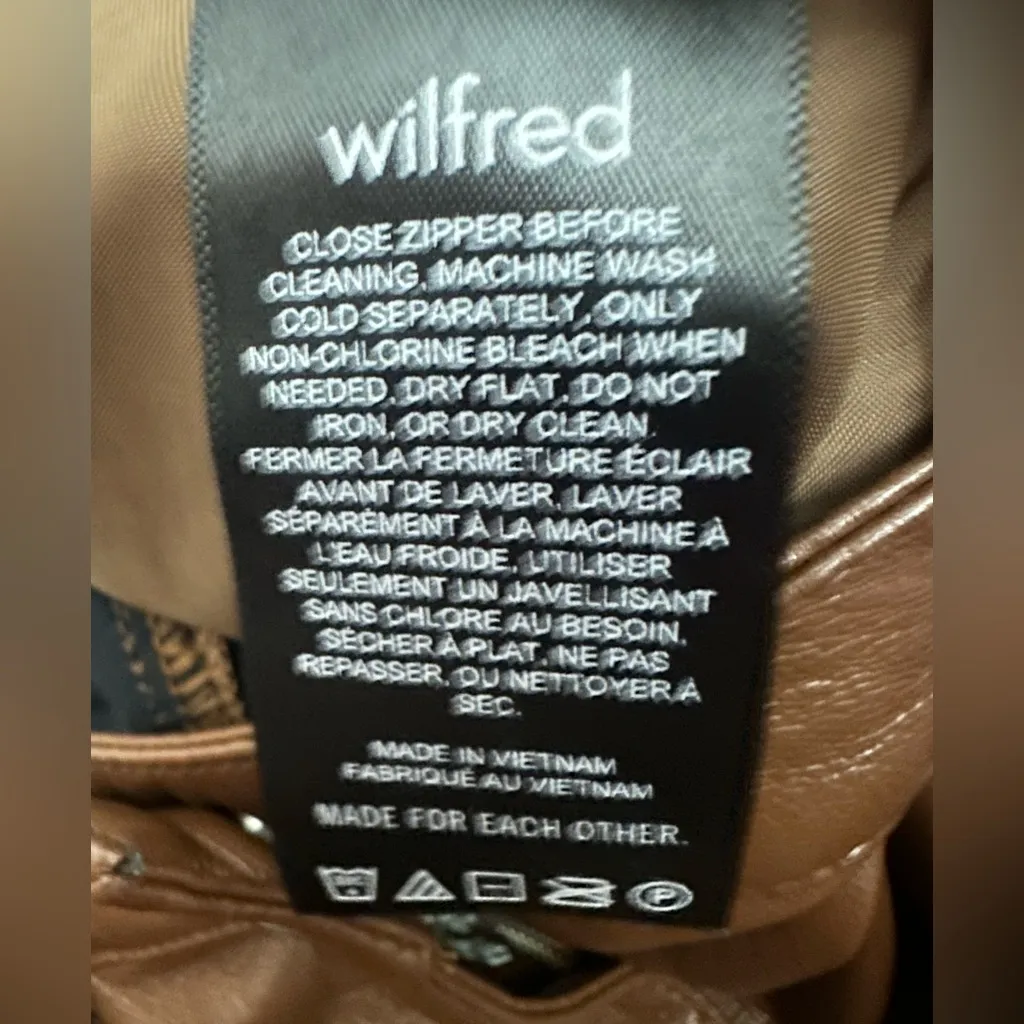 wilfred
CLOSE ZIPPER BEFORE
CLEANING. MACHINE WASH
COLD SEPARATELY, ONLY
NON-CHLORINE BLEACH WHEN
NEEDED. DRY FLAT. DO NOT
IRON. OR DRY CLEAN.
FERMER LA FERMETURE ÉCLAIR
AVANT DE LAVER. LAVER
SÉPARÉMENT À LA MACHINE À
L'EAU FROIDE. UTILISER
SEULEMENT UN JAVELLISANT
SANS CHLORE AU BESOIN.
SÉCHER À PLAT. NE PAS
REPASSER. OU NETTOYER À
SEC.
MADE IN VIETNAM
FABRIQUÉ AU VIETNAM
MADE FOR EACH OTHER.
P